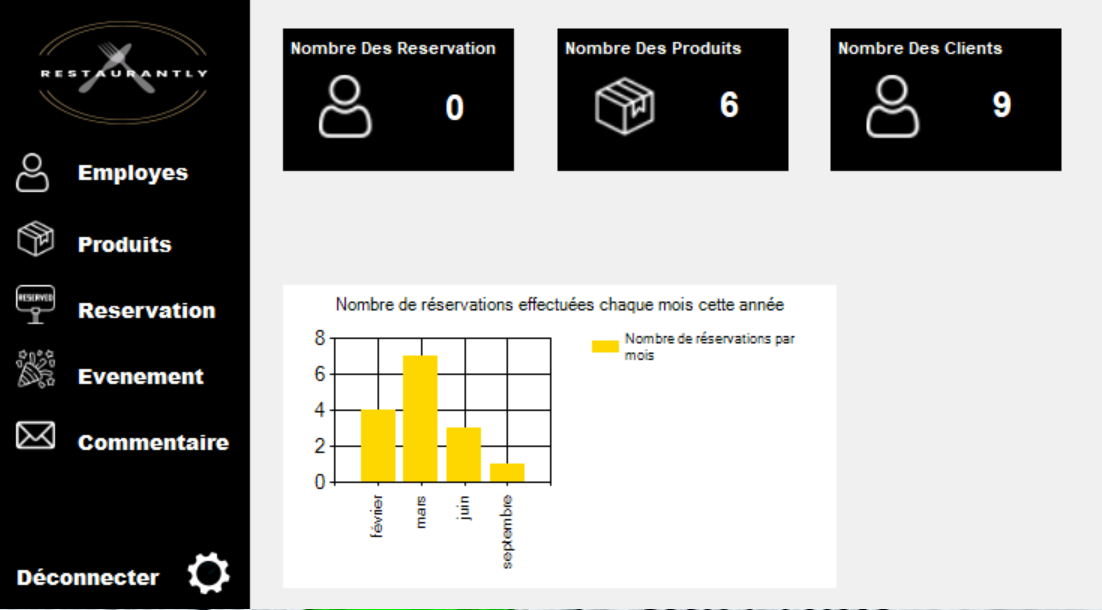 RESTAURANTLY
Employes
Produits
RESERVED
Reservation
Evenement
Commentaire
Déconnecter
Nombre Des Reservation
0
Nombre Des Produits
6
Nombre Des Clients
9
Nombre de réservations effectuées chaque mois cette année
8
6
4
2
0
février
mars
juin
septembre
Nombre de réservations par
mois